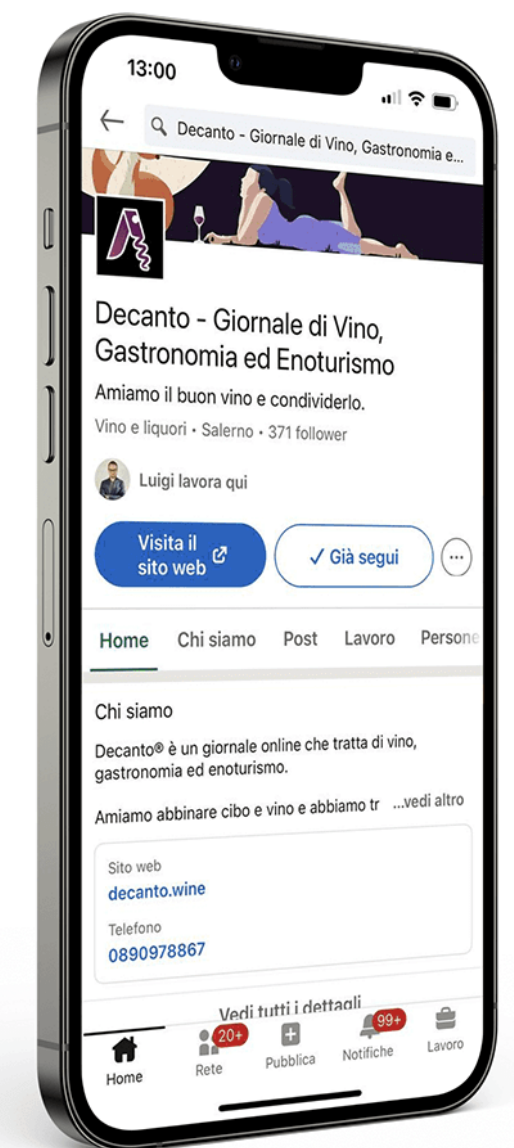 13:00
Decanto - Giornale di Vino, Gastronomia e...
Decanto - Giornale di Vino,
Gastronomia ed Enoturismo
Amiamo il buon vino e condividerlo.
Vino e liquori • Salerno • 371 follower
Luigi lavora qui
Visita il
sito web
✓ Già segui
Home Chi siamo Post Lavoro Persone
Chi siamo
Decanto® è un giornale online che tratta di vino,
gastronomia ed enoturismo.
Amiamo abbinare cibo e vino e abbiamo tr ...vedi altro
Sito web
decanto.wine
Telefono
0890978867
Vedi tutti i dettagli
20+ 99+
Home Rete Pubblica Notifiche Lavoro